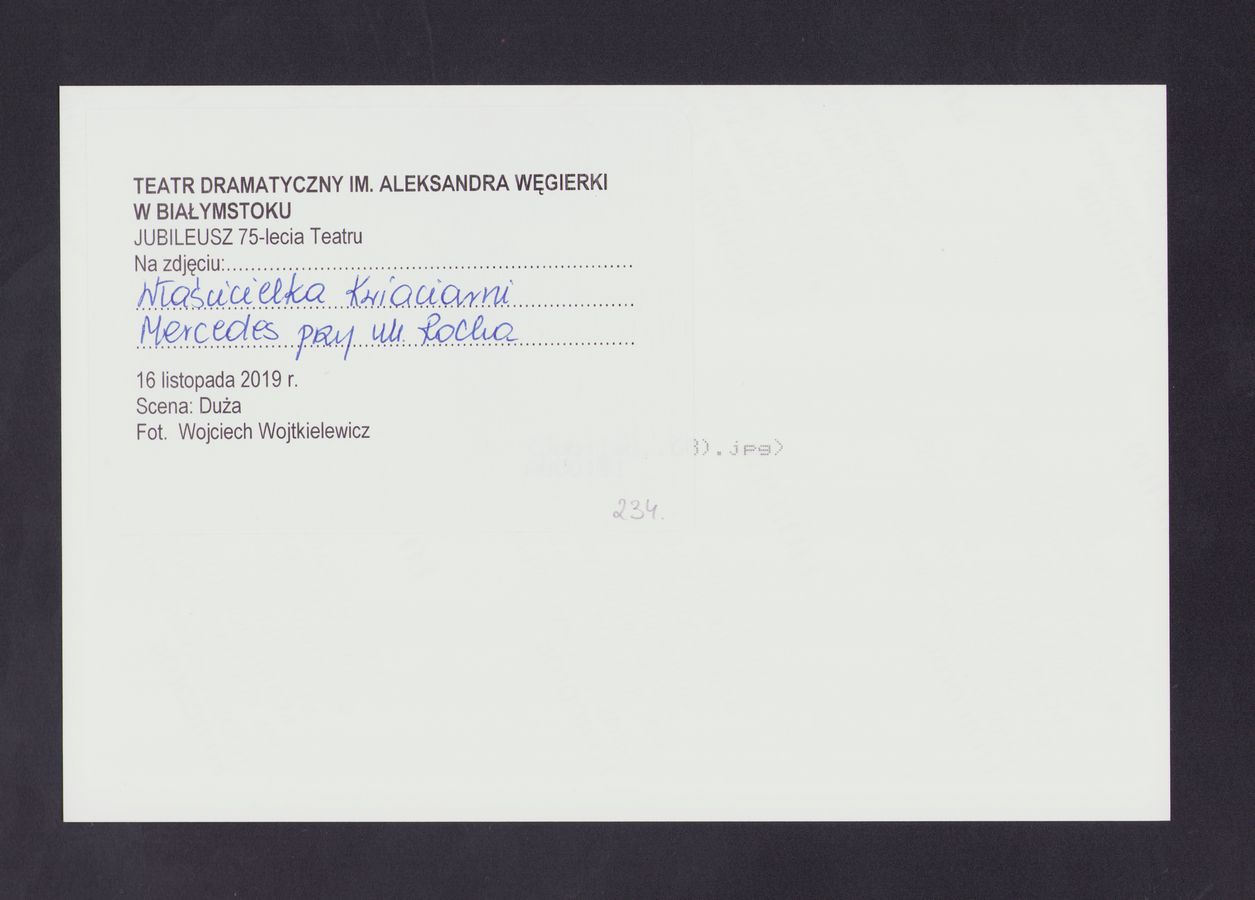 TEATR DRAMATYCZNY IM. ALEKSANDRA WĘGIERKI
W BIAŁYMSTOKU
JUBILEUSZ 75-lecia Teatru
Na zdjęciu:......................................................................
Właścicielka Kwiaciarni
Mercedes przy ul. Rocha
16 listopada 2019 r.
Scena: Duża
Fot. Wojciech Wojtkielewicz
).jpg)
234.